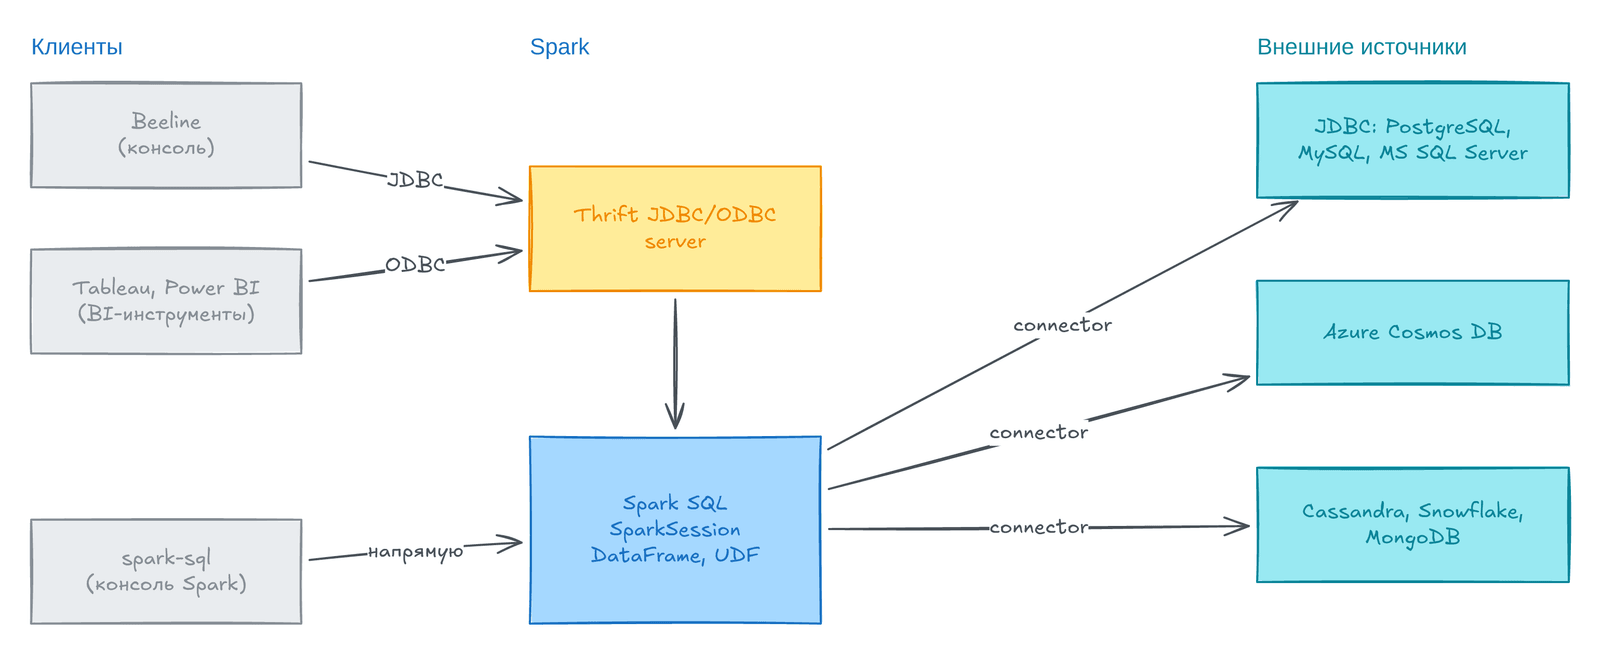 Клиенты
Spark
Внешние источники
Beeline
(консоль)
JDBC
Tableau, Power BI
(BI-инструменты)
ODBC
spark-sql
(консоль Spark)
напрямую
Thrift JDBC/ODBC
server
Spark SQL
SparkSession
DataFrame, UDF
connector
connector
connector
JDBC: PostgreSQL,
MySQL, MS SQL Server
Azure Cosmos DB
Cassandra, Snowflake,
MongoDB